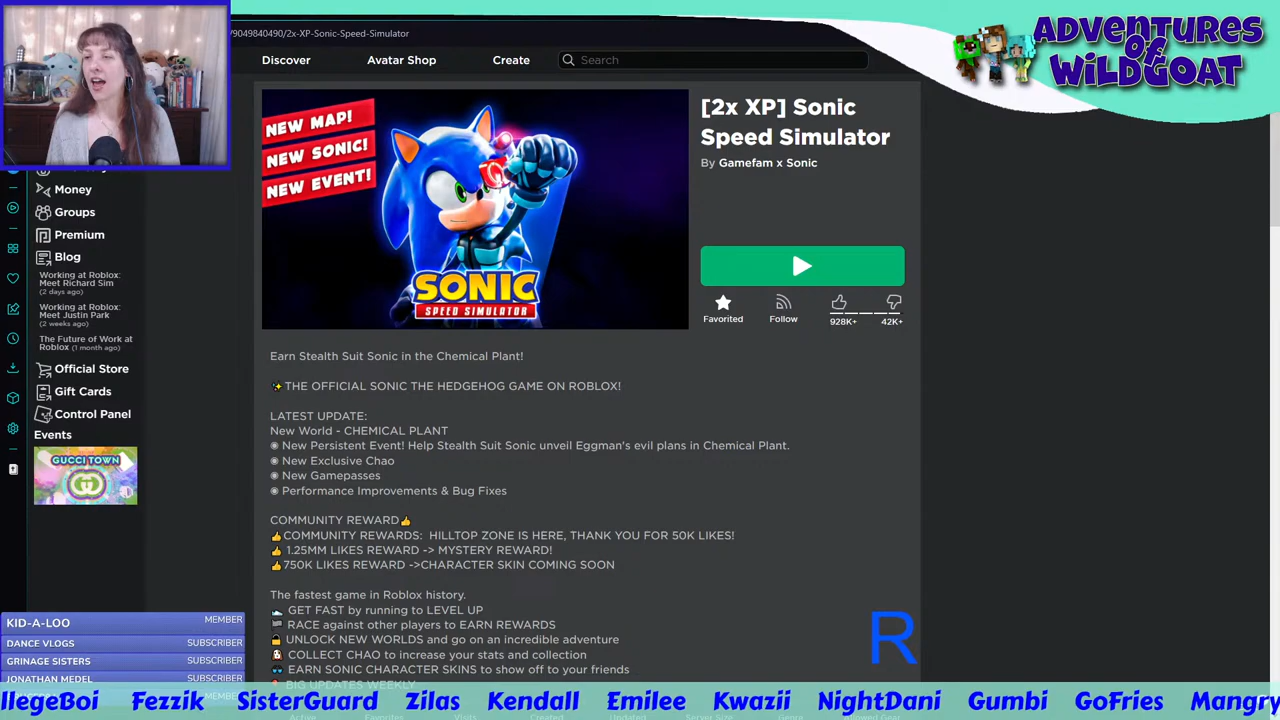 9049840490/2x-XP-Sonic-Speed-Simulator
ADVENTURES
OF
WILDGOAT
Discover
Avatar Shop
Create
Search
NEW MAP!
NEW SONIC!
NEW EVENT!
SONIC
SPEED SIMULATOR
[2x XP] Sonic
Speed Simulator
By Gamefam x Sonic
Favorited
Follow
928K+
42K+
Money
Groups
Premium
Blog
Working at Roblox:
Meet Richard Sim
(2 days ago)
Working at Roblox:
Meet Justin Park
(2 weeks ago)
The Future of Work at
Roblox (1 month ago)
Official Store
Gift Cards
Control Panel
Events
GUCCI TOWN
Earn Stealth Suit Sonic in the Chemical Plant!
✨THE OFFICIAL SONIC THE HEDGEHOG GAME ON ROBLOX!
LATEST UPDATE:
New World - CHEMICAL PLANT
◉ New Persistent Event! Help Stealth Suit Sonic unveil Eggman's evil plans in Chemical Plant.
◉ New Exclusive Chao
◉ New Gamepasses
◉ Performance Improvements & Bug Fixes
COMMUNITY REWARD👍
👍COMMUNITY REWARDS: HILLTOP ZONE IS HERE, THANK YOU FOR 50K LIKES!
👍 1.25MM LIKES REWARD -> MYSTERY REWARD!
👍750K LIKES REWARD ->CHARACTER SKIN COMING SOON
The fastest game in Roblox history.
GET FAST by running to LEVEL UP
RACE against other players to EARN REWARDS
UNLOCK NEW WORLDS and go on an incredible adventure
COLLECT CHAO to increase your stats and collection
EARN SONIC CHARACTER SKINS to show off to your friends
BIG UPDATES WEEKLY
R
KID-A-LOO MEMBER
DANCE VLOGS SUBSCRIBER
GRINAGE SISTERS SUBSCRIBER
JONATHAN MEDEL SUBSCRIBER
llegeBoi Fezzik SisterGuard Zilas Kendall Emilee Kwazii NightDani Gumbi GoFries Mangry